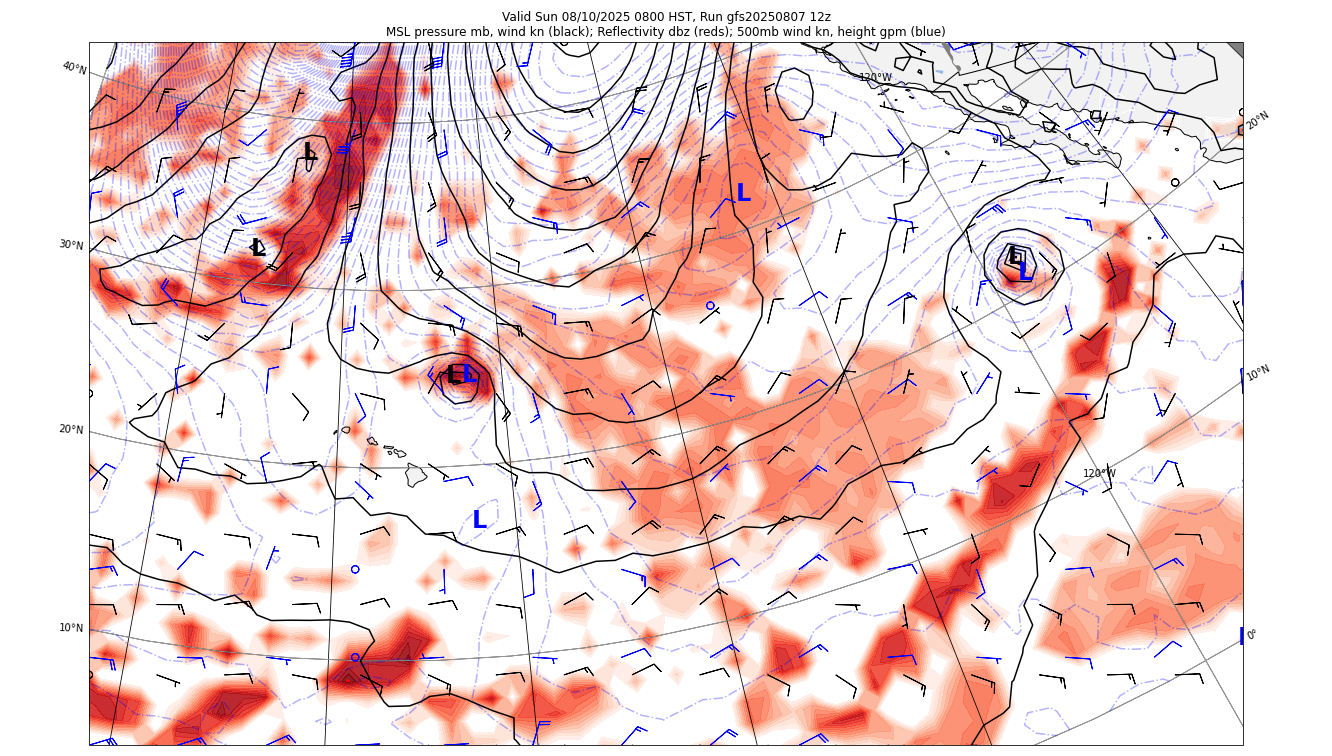 Valid Sun 08/10/2025 0800 HST, Run gfs20250807 12z
MSL pressure mb, wind kn (black); Reflectivity dbz (reds); 500mb wind kn, height gpm (blue)
40°N
120°W
20°N
L
L
30°N
L
L
L
10°N
L
L
20°N
120°W
L
10°N
0°